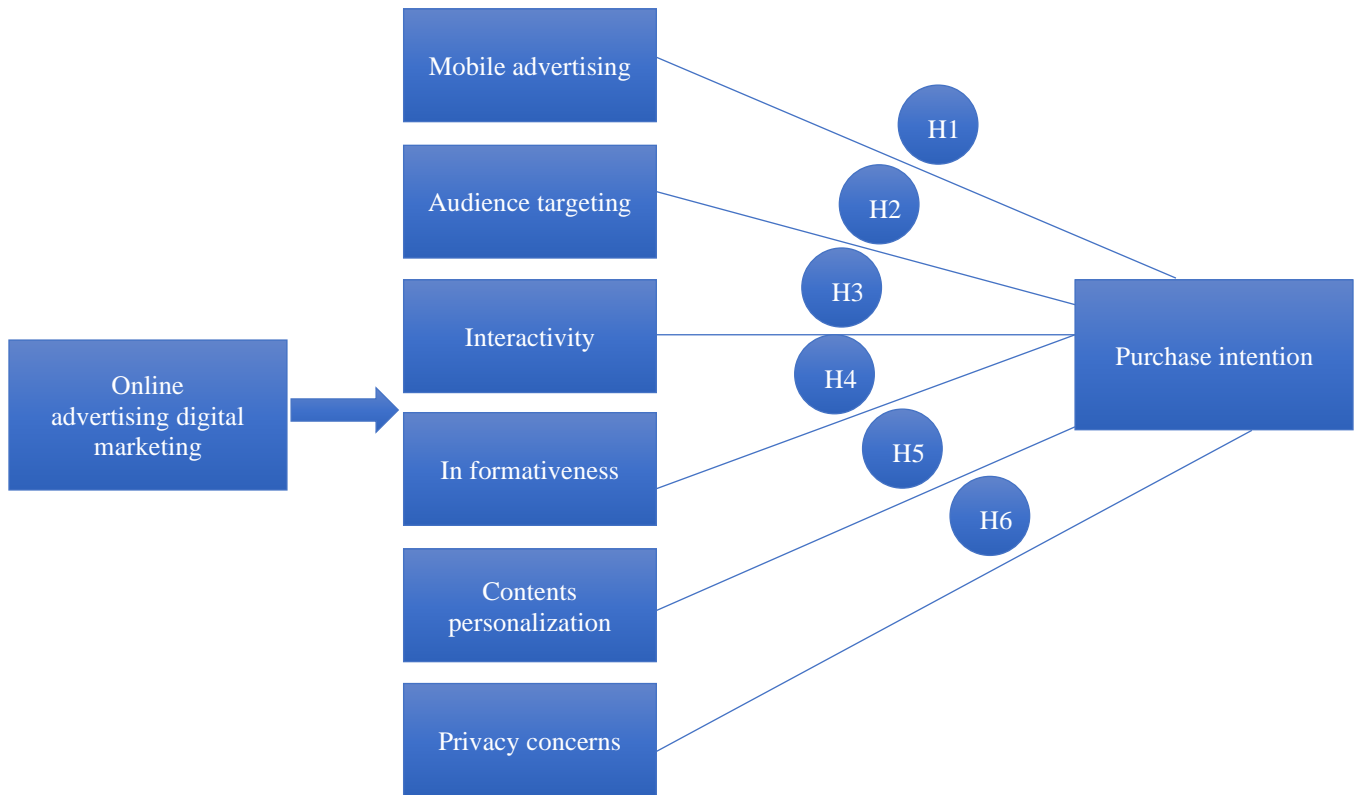 Mobile advertising
H1
Audience targeting
H2
H3
Interactivity
Purchase intention
Online
advertising digital
marketing
H4
In formativeness
H5
H6
Contents
personalization
Privacy concerns